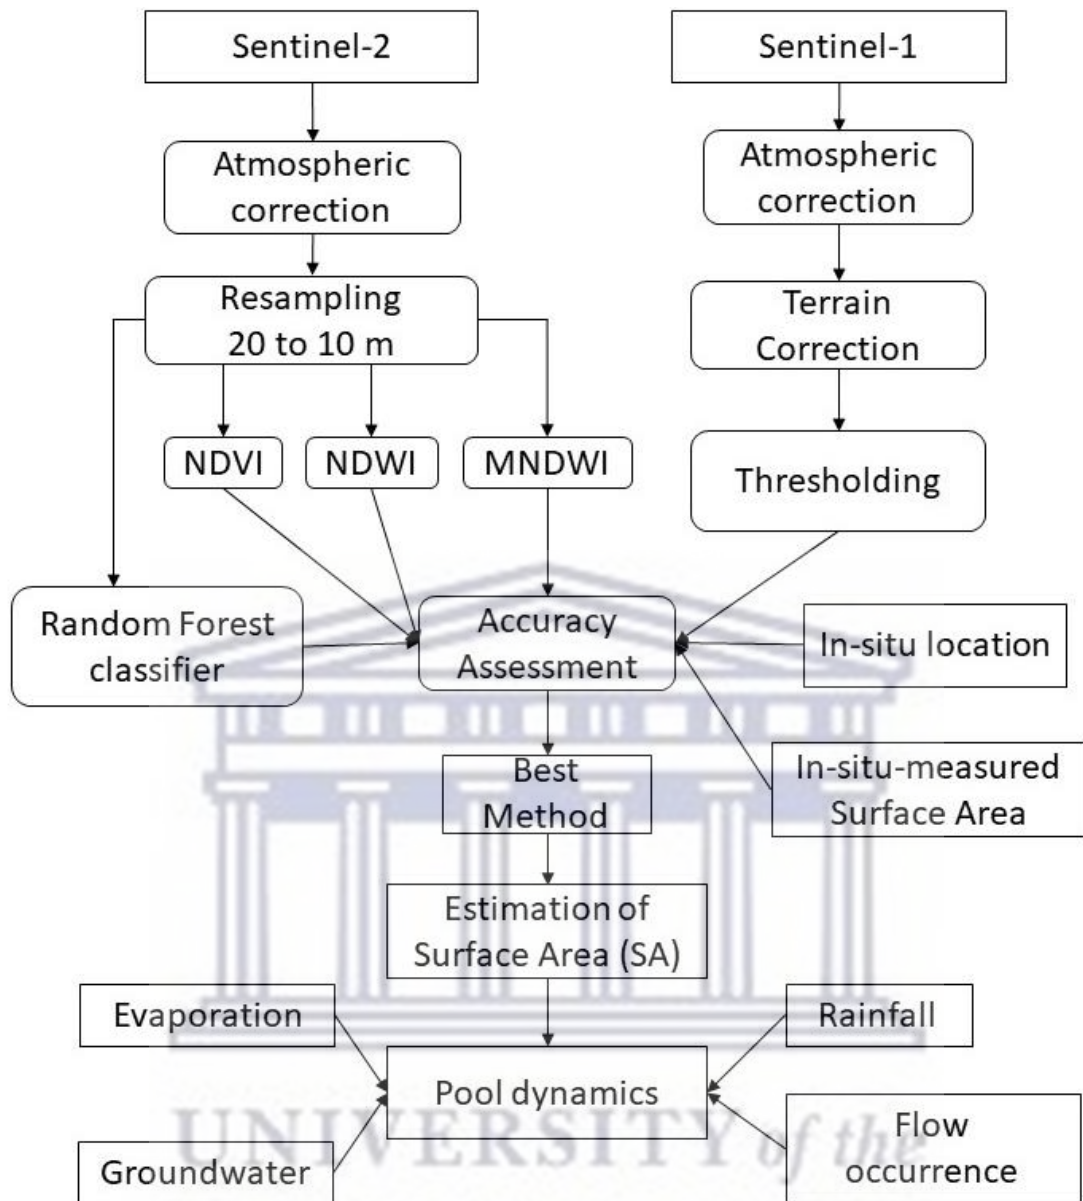 Sentinel-2
Sentinel-1
Atmospheric
correction
Atmospheric
correction
Resampling
20 to 10 m
Terrain
Correction
NDVI
NDWI
MNDWI
Thresholding
Random Forest
classifier
Accuracy
Assessment
In-situ location
Best
Method
In-situ-measured
Surface Area
Estimation of
Surface Area (SA)
Evaporation
Rainfall
Pool dynamics
Groundwater
Flow
occurrence
UNIVERSITY of the